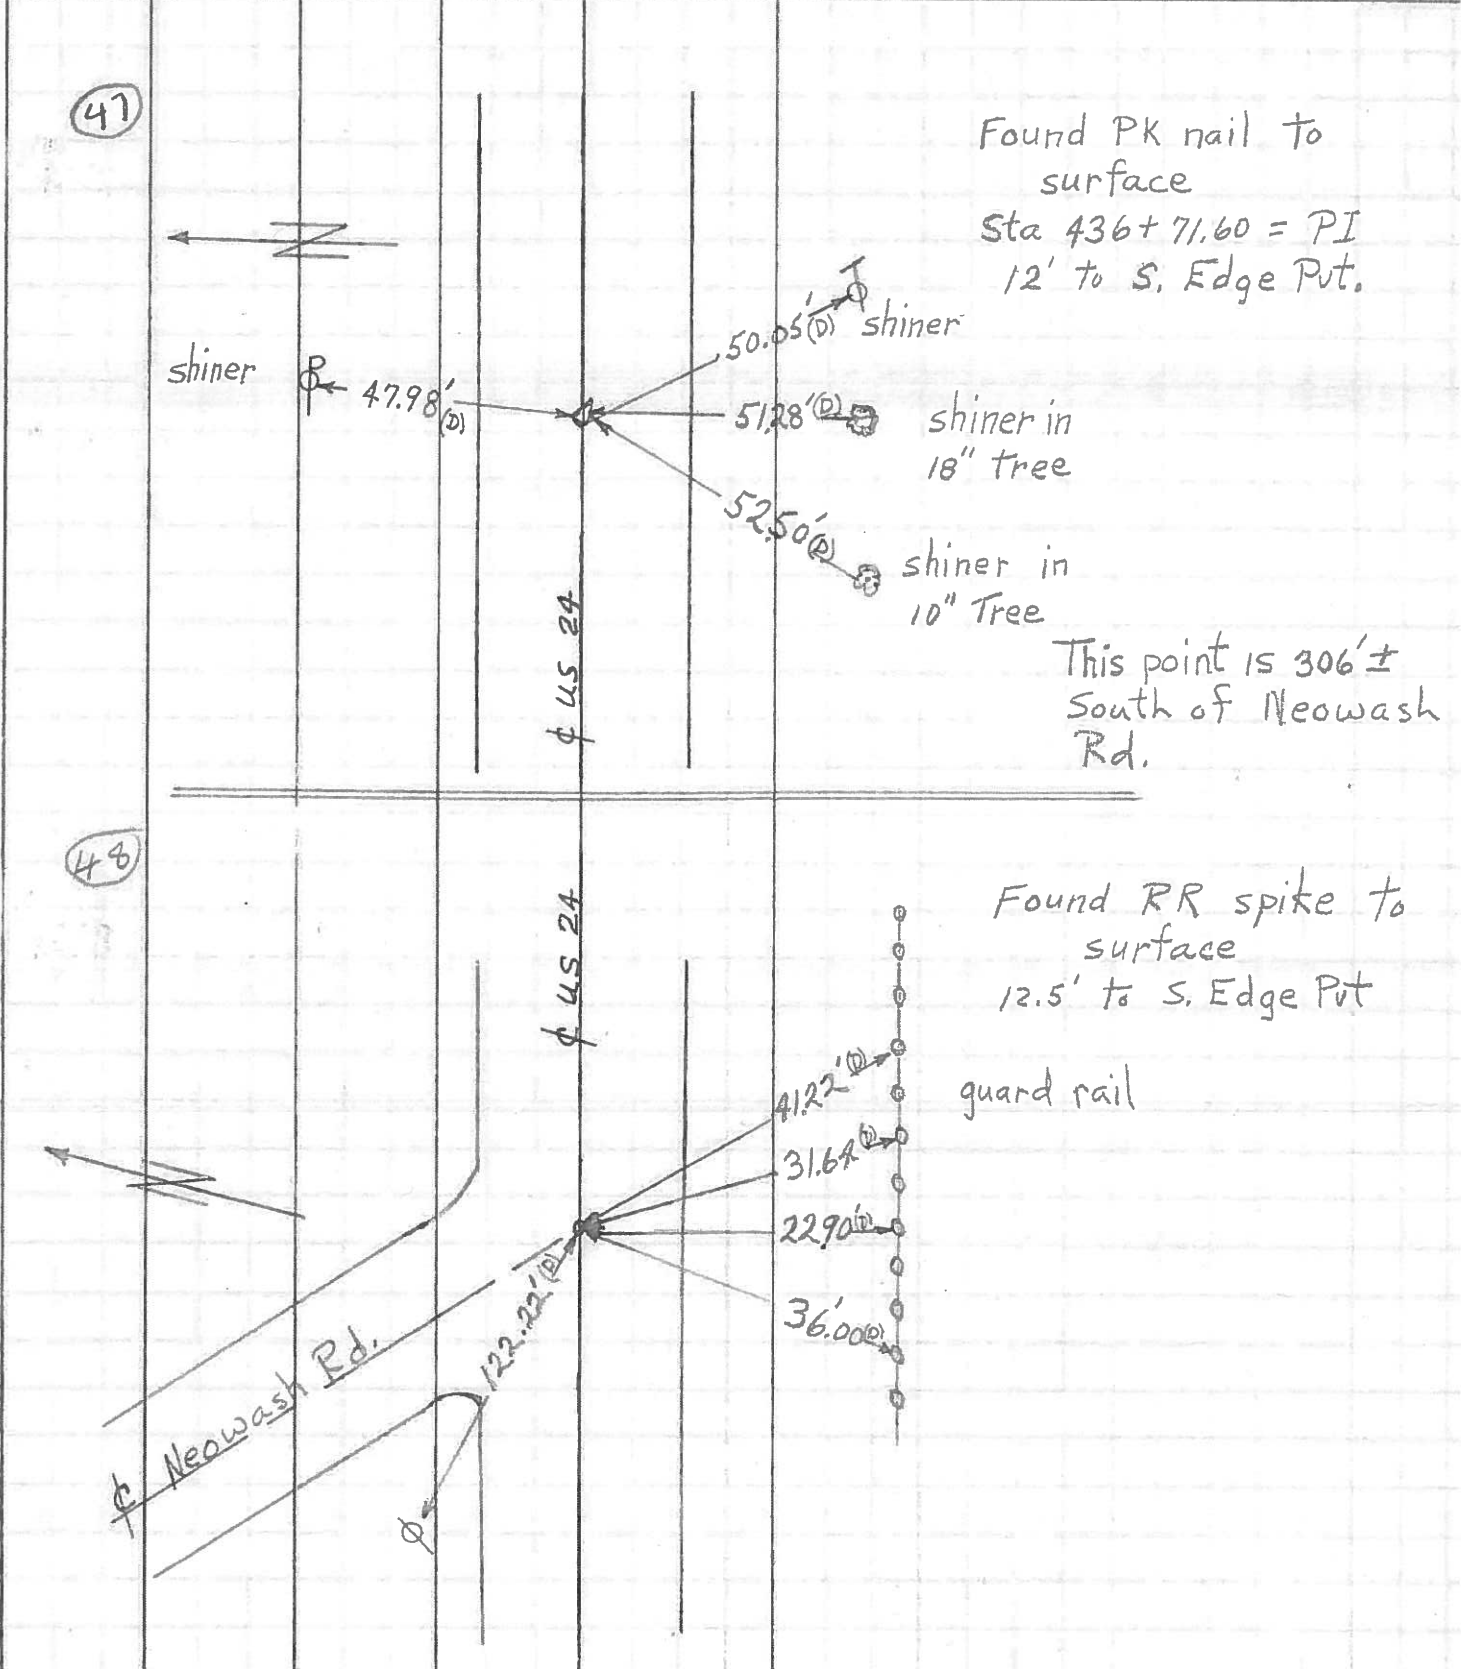 47
Found PK nail to
surface
Sta 436+71.60 = PI
12' to S. Edge Pvt.
50.05'(D) shiner
shiner
47.98'(D)
51.28'(D)
shiner in
18" tree
52.50'(D)
shiner in
10" Tree
℄ US 24
This point is 306'±
South of Neowash
Rd.
48
℄ US 24
Found RR spike to
surface
12.5' to S. Edge Pvt
41.22'(D)
guard rail
31.64'(D)
22.90'(D)
36.00'(D)
122.22'(D)
℄ Neowash Rd.